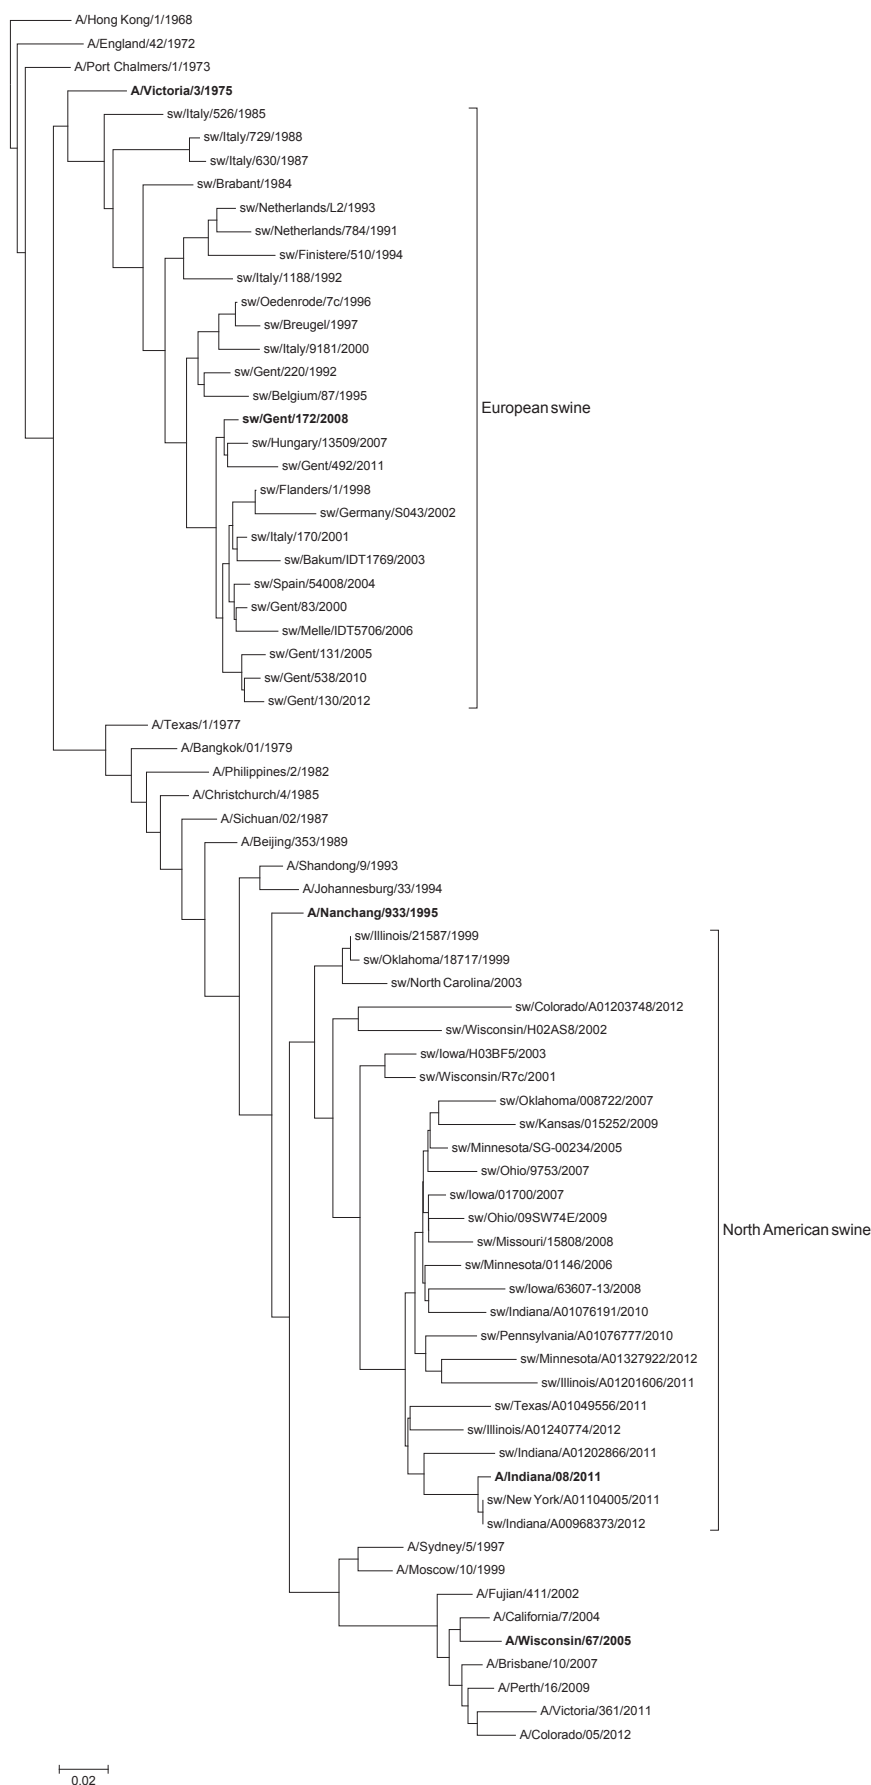 A/Hong Kong/1/1968
A/England/42/1972
A/Port Chalmers/1/1973
A/Victoria/3/1975
sw/Italy/526/1985
sw/Italy/729/1988
sw/Italy/630/1987
sw/Brabant/1984
sw/Netherlands/L2/1993
sw/Netherlands/784/1991
sw/Finistere/510/1994
sw/Italy/1188/1992
sw/Oedenrode/7c/1996
sw/Breugel/1997
sw/Italy/9181/2000
sw/Gent/220/1992
sw/Belgium/87/1995
European swine
sw/Gent/172/2008
sw/Hungary/13509/2007
sw/Gent/492/2011
sw/Flanders/1/1998
sw/Germany/S043/2002
sw/Italy/170/2001
sw/Bakum/IDT1769/2003
sw/Spain/54008/2004
sw/Gent/83/2000
sw/Melle/IDT5706/2006
sw/Gent/131/2005
sw/Gent/538/2010
sw/Gent/130/2012
A/Texas/1/1977
A/Bangkok/01/1979
A/Philippines/2/1982
A/Christchurch/4/1985
A/Sichuan/02/1987
A/Beijing/353/1989
A/Shandong/9/1993
A/Johannesburg/33/1994
A/Nanchang/933/1995
sw/Illinois/21587/1999
sw/Oklahoma/18717/1999
sw/North Carolina/2003
sw/Colorado/A01203748/2012
sw/Wisconsin/H02AS8/2002
sw/Iowa/H03BF5/2003
sw/Wisconsin/R7c/2001
sw/Oklahoma/008722/2007
sw/Kansas/015252/2009
sw/Minnesota/SG-00234/2005
sw/Ohio/9753/2007
sw/Iowa/01700/2007
sw/Ohio/09SW74E/2009
North American swine
sw/Missouri/15808/2008
sw/Minnesota/01146/2006
sw/Iowa/63607-13/2008
sw/Indiana/A01076191/2010
sw/Pennsylvania/A01076777/2010
sw/Minnesota/A01327922/2012
sw/Illinois/A01201606/2011
sw/Texas/A01049556/2011
sw/Illinois/A01240774/2012
sw/Indiana/A01202866/2011
A/Indiana/08/2011
sw/New York/A01104005/2011
sw/Indiana/A00968373/2012
A/Sydney/5/1997
A/Moscow/10/1999
A/Fujian/411/2002
A/California/7/2004
A/Wisconsin/67/2005
A/Brisbane/10/2007
A/Perth/16/2009
A/Victoria/361/2011
A/Colorado/05/2012
0.02